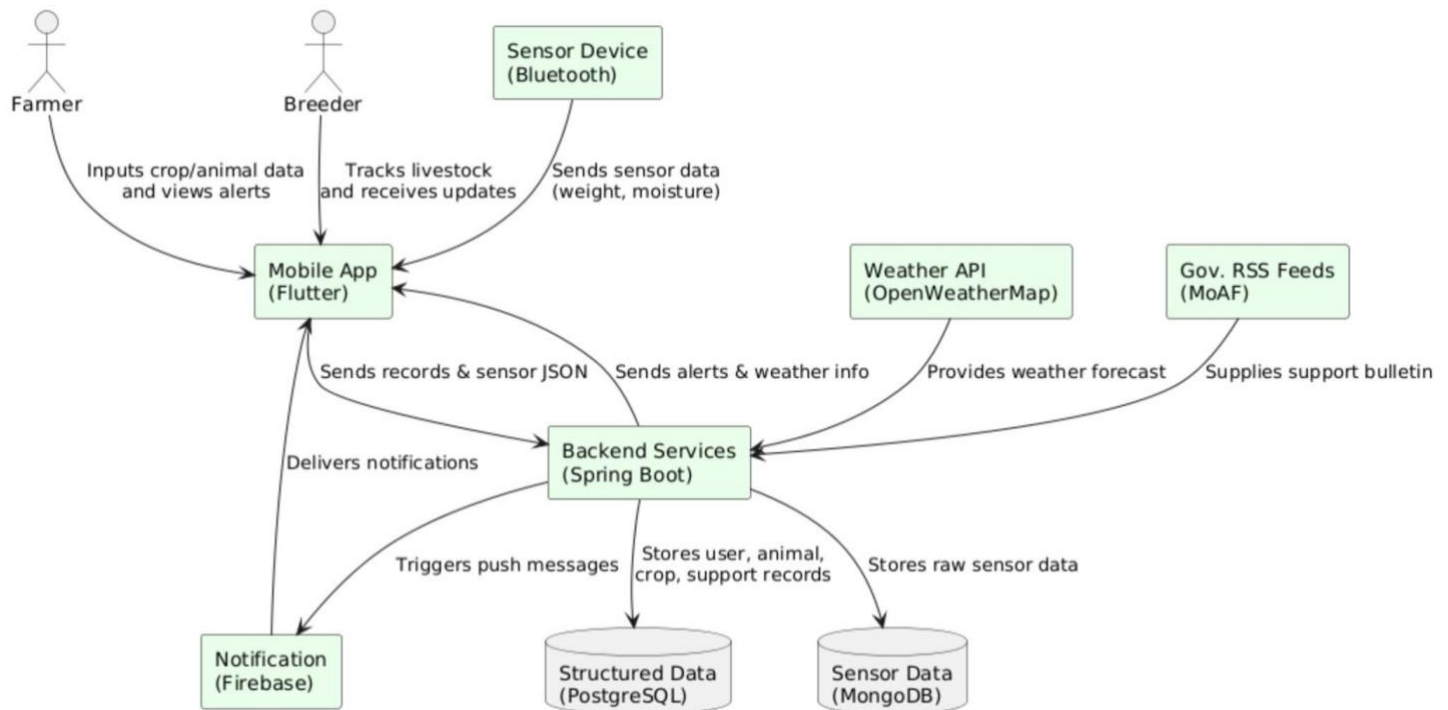 Farmer
Breeder
Sensor Device
(Bluetooth)
Inputs crop/animal data
and views alerts
Tracks livestock
and receives updates
Sends sensor data
(weight, moisture)
Mobile App
(Flutter)
Weather API
(OpenWeatherMap)
Gov. RSS Feeds
(MoAF)
Sends records & sensor JSON
Sends alerts & weather info
Provides weather forecast
Supplies support bulletin
Backend Services
(Spring Boot)
Delivers notifications
Triggers push messages
Stores user, animal,
crop, support records
Stores raw sensor data
Notification
(Firebase)
Structured Data
(PostgreSQL)
Sensor Data
(MongoDB)